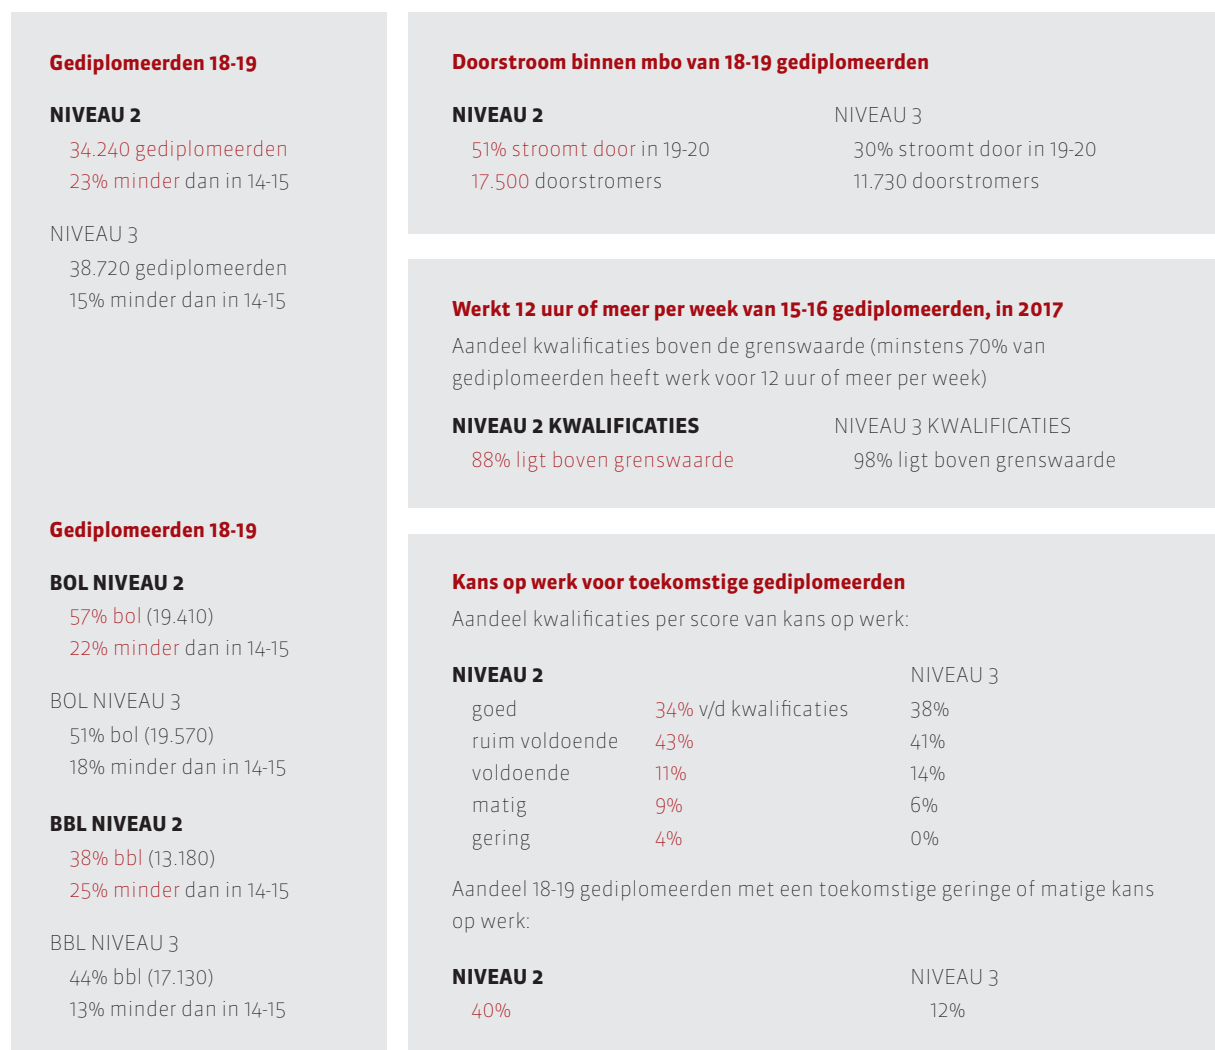 Gediplomeerden 18-19
NIVEAU 2
34.240 gediplomeerden
23% minder dan in 14-15
NIVEAU 3
38.720 gediplomeerden
15% minder dan in 14-15
Gediplomeerden 18-19
BOL NIVEAU 2
57% bol (19.410)
22% minder dan in 14-15
BOL NIVEAU 3
51% bol (19.570)
18% minder dan in 14-15
BBL NIVEAU 2
38% bbl (13.180)
25% minder dan in 14-15
BBL NIVEAU 3
44% bbl (17.130)
13% minder dan in 14-15
Doorstroom binnen mbo van 18-19 gediplomeerden
NIVEAU 2 NIVEAU 3
51% stroomt door in 19-20 30% stroomt door in 19-20
17.500 doorstromers 11.730 doorstromers
Werkt 12 uur of meer per week van 15-16 gediplomeerden, in 2017
Aandeel kwalificaties boven de grenswaarde (minstens 70% van
gediplomeerden heeft werk voor 12 uur of meer per week)
NIVEAU 2 KWALIFICATIES NIVEAU 3 KWALIFICATIES
88% ligt boven grenswaarde 98% ligt boven grenswaarde
Kans op werk voor toekomstige gediplomeerden
Aandeel kwalificaties per score van kans op werk:
NIVEAU 2 NIVEAU 3
goed 34% v/d kwalificaties 38%
ruim voldoende 43% 41%
voldoende 11% 14%
matig 9% 6%
gering 4% 0%
Aandeel 18-19 gediplomeerden met een toekomstige geringe of matige kans
op werk:
NIVEAU 2 NIVEAU 3
40% 12%